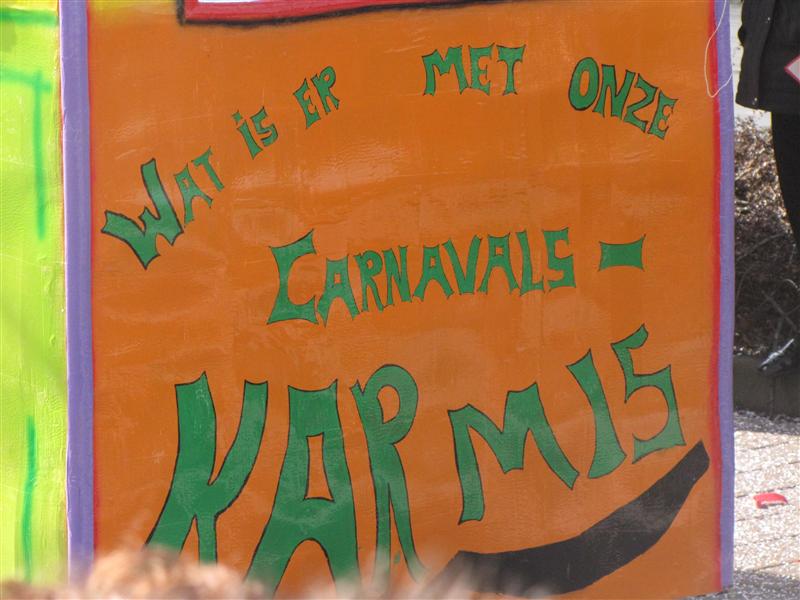 WAT IS ER MET ONZE
CARNAVALS-
KARMIS